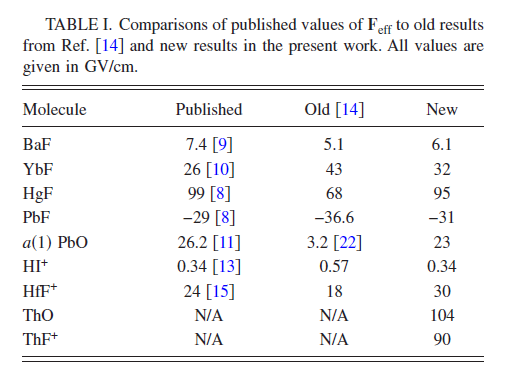 TABLE I. Comparisons of published values of F_eff to old results
from Ref. [14] and new results in the present work. All values are
given in GV/cm.
Molecule Published Old [14] New
BaF 7.4 [9] 5.1 6.1
YbF 26 [10] 43 32
HgF 99 [8] 68 95
PbF −29 [8] −36.6 −31
a(1) PbO 26.2 [11] 3.2 [22] 23
HI⁺ 0.34 [13] 0.57 0.34
HfF⁺ 24 [15] 18 30
ThO N/A N/A 104
ThF⁺ N/A N/A 90